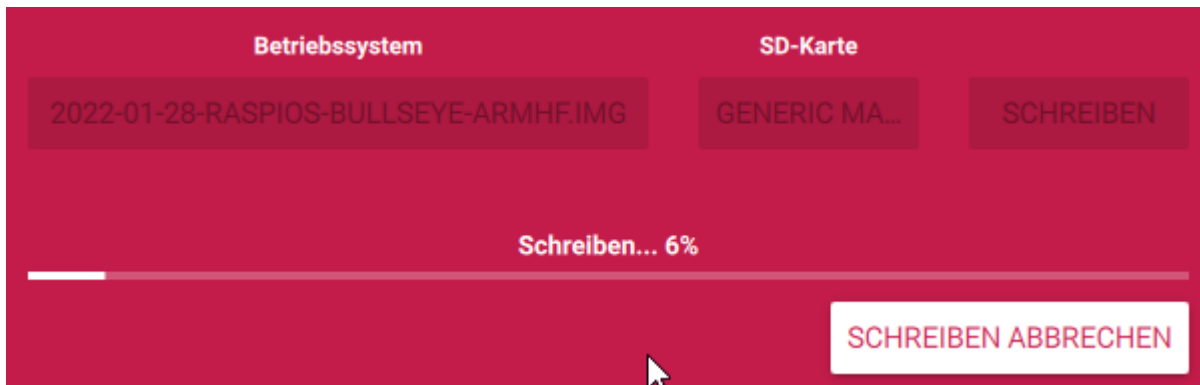 Betriebssystem SD-Karte
2022-01-28-RASPIOS-BULLSEYE-ARMHF.IMG GENERIC MA... SCHREIBEN
Schreiben... 6%
SCHREIBEN ABBRECHEN